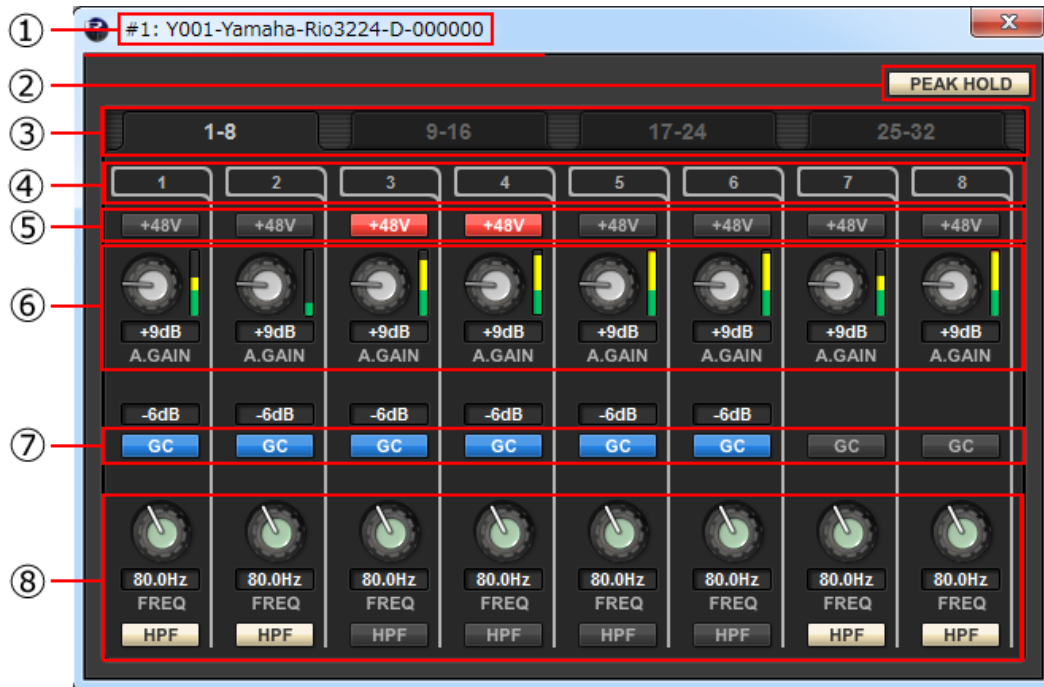 ① #1: Y001-Yamaha-Rio3224-D-000000 X
② PEAK HOLD
③ 1-8 9-16 17-24 25-32
④ 1 2 3 4 5 6 7 8
⑤ +48V +48V +48V +48V +48V +48V +48V +48V
⑥
+9dB +9dB +9dB +9dB +9dB +9dB +9dB +9dB
A.GAIN A.GAIN A.GAIN A.GAIN A.GAIN A.GAIN A.GAIN A.GAIN
-6dB -6dB -6dB -6dB -6dB -6dB
⑦ GC GC GC GC GC GC GC GC
⑧ 80.0Hz 80.0Hz 80.0Hz 80.0Hz 80.0Hz 80.0Hz 80.0Hz 80.0Hz
FREQ FREQ FREQ FREQ FREQ FREQ FREQ FREQ
HPF HPF HPF HPF HPF HPF HPF HPF